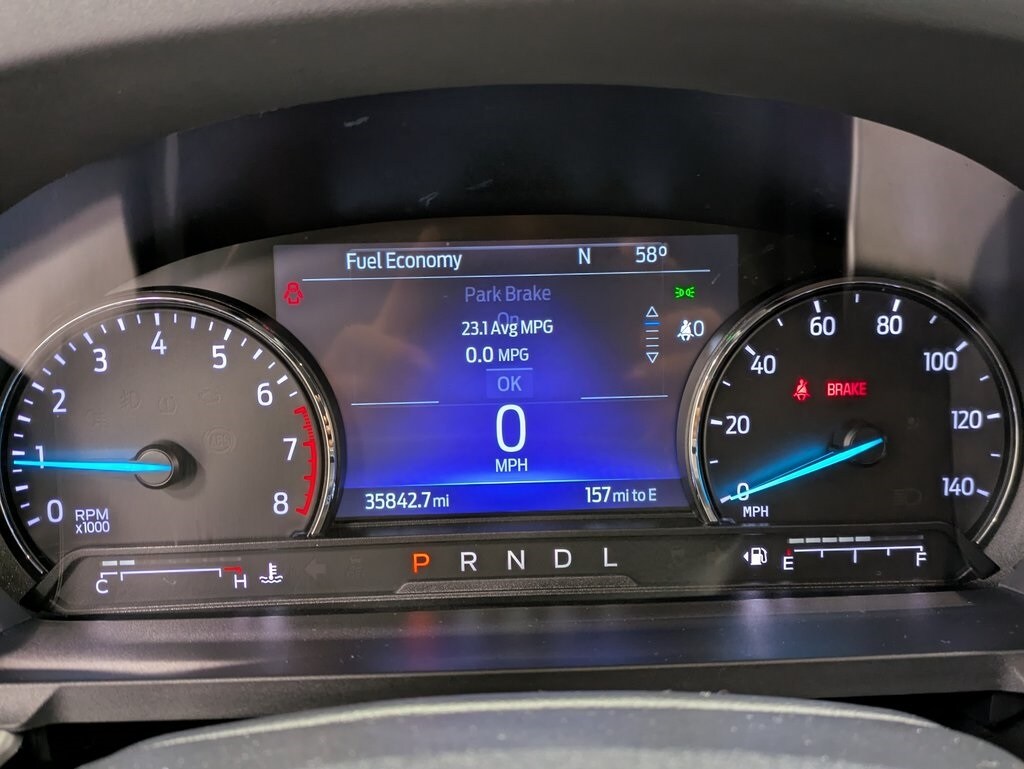 Fuel Economy N 58º
Park Brake
On
23.1 Avg MPG
0.0 MPG
OK
0
MPH
35842.7 mi 157 mi to E
0 1 2 3 4 5 6 7 8
RPM
x1000
0 20 40 60 80 100 120 140
MPH
BRAKE
C H
P R N D L
E F